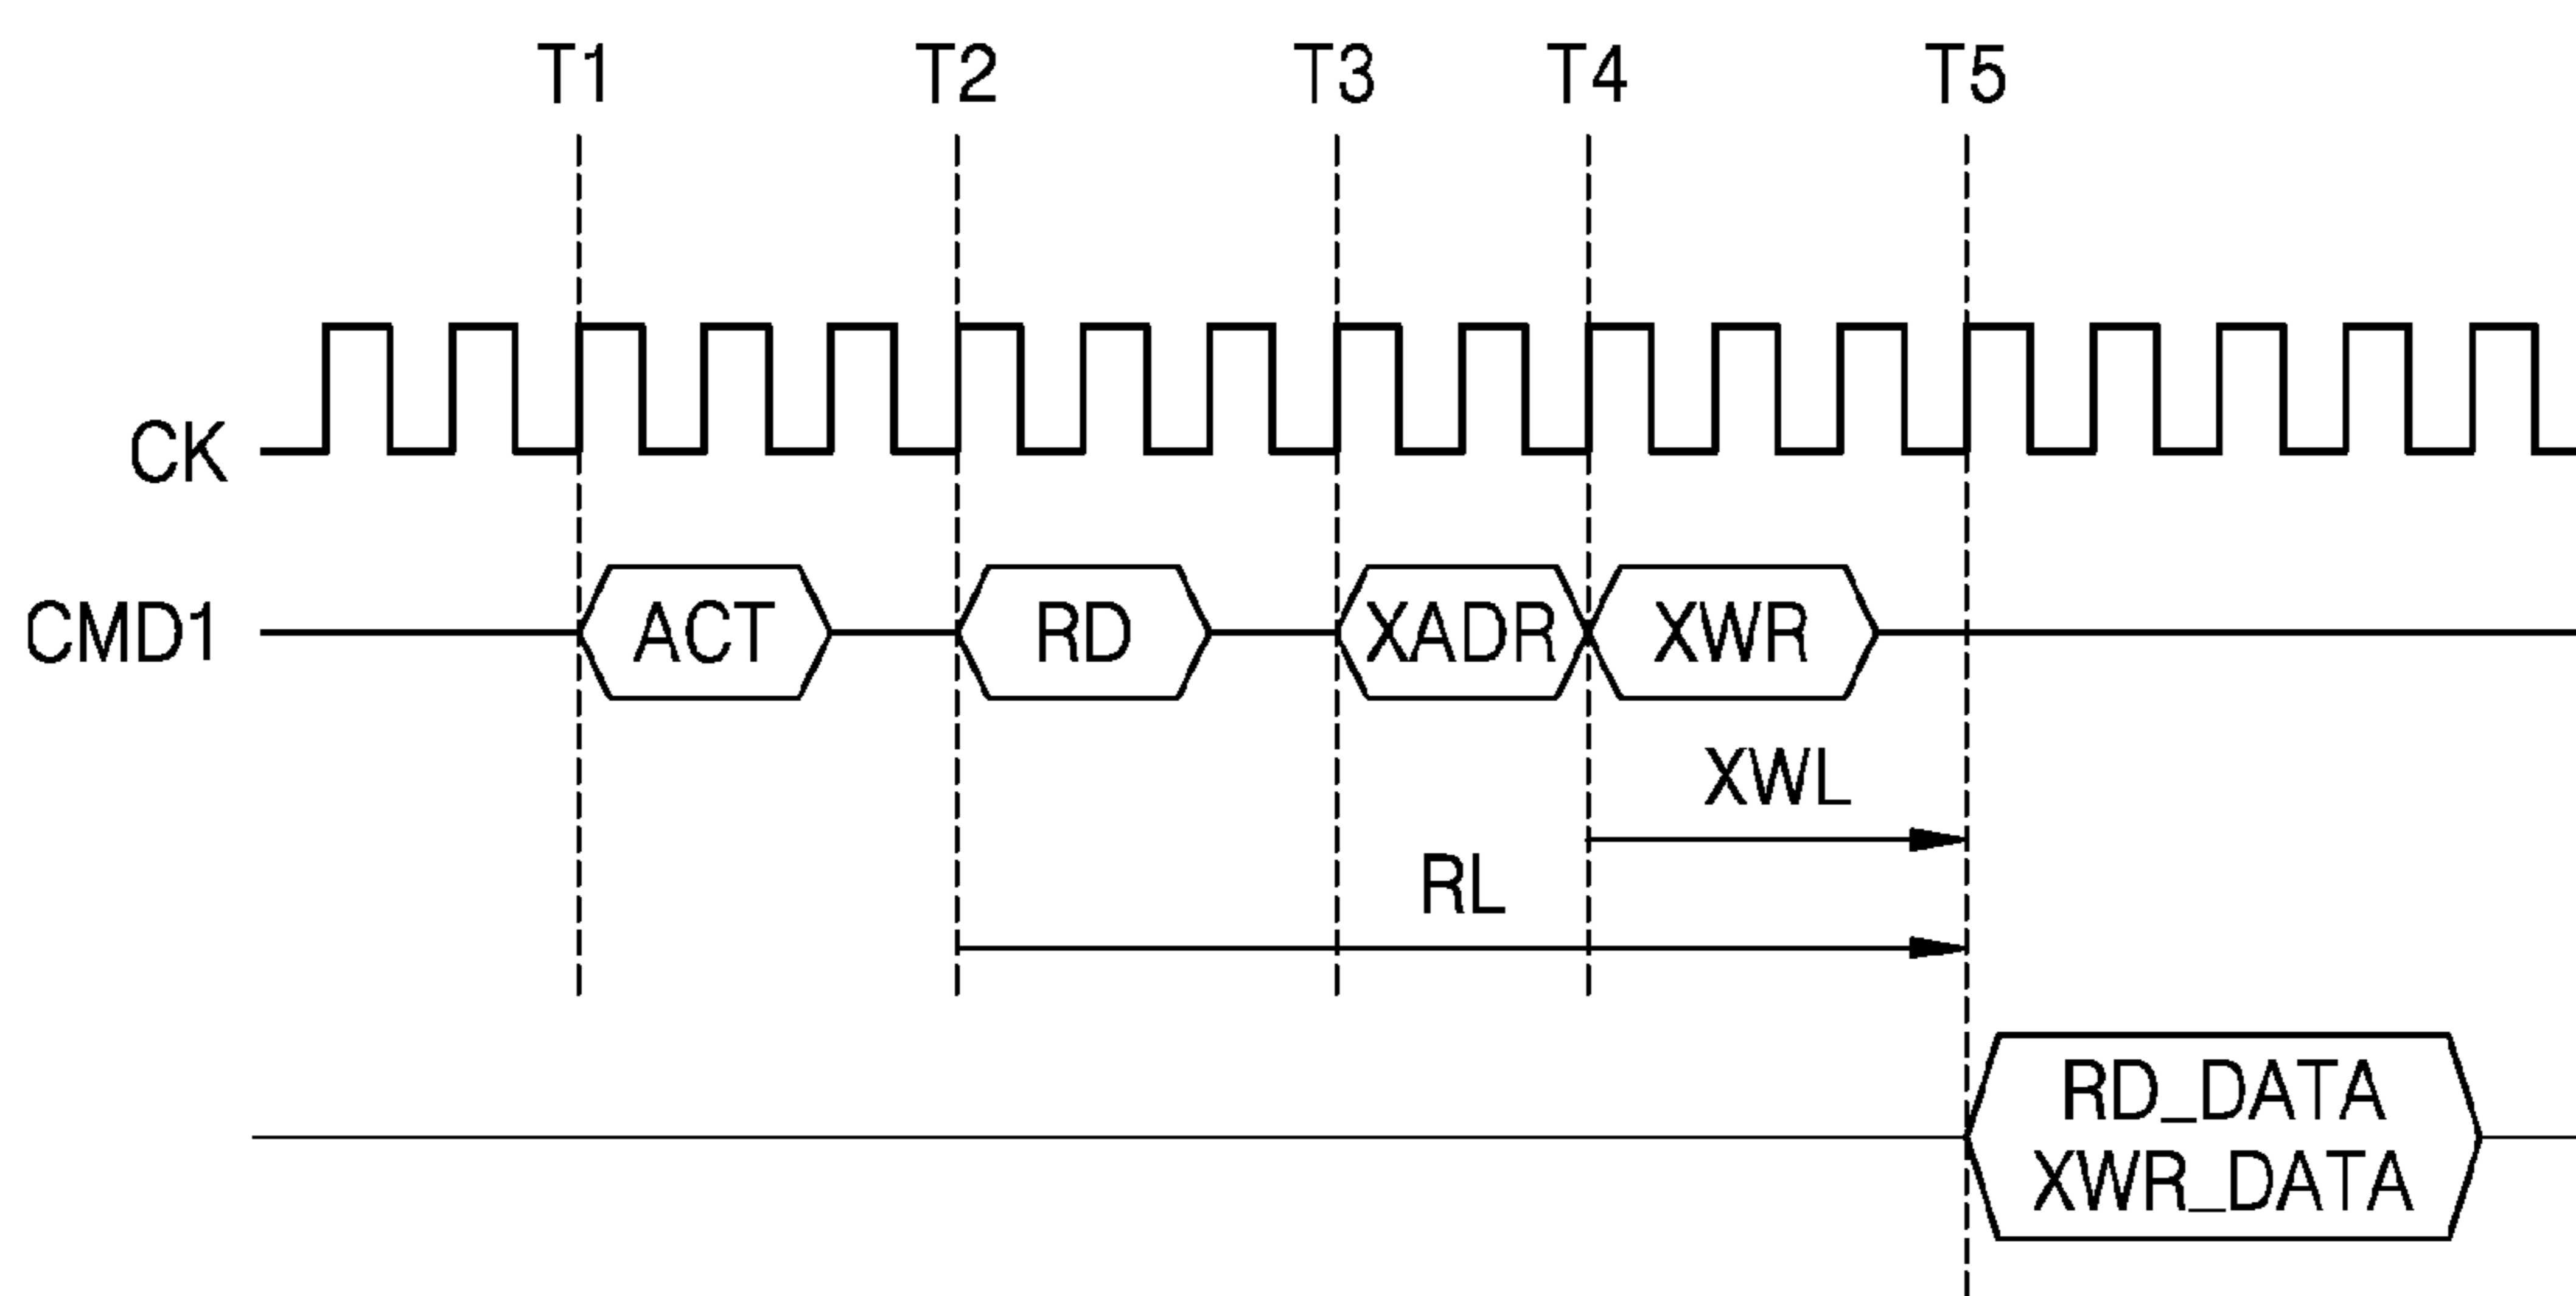 T1 T2 T3 T4 T5
CK
CMD1 ACT RD XADR XWR
XWL
RL
RD_DATA
XWR_DATA